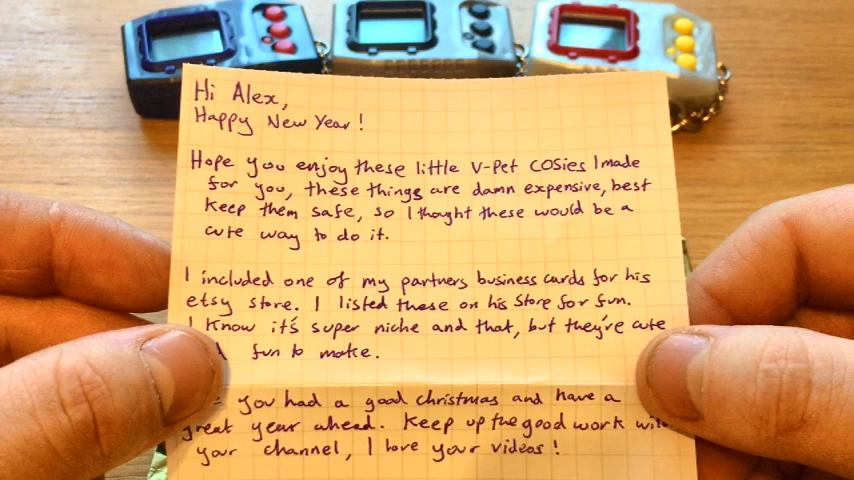 Hi Alex,
Happy New Year!
Hope you enjoy these little V-Pet cosies I made
for you, these things are damn expensive, best
keep them safe, so I thaght these would be a
cute way to do it.
I included one of my partners business cards for his
etsy store. I listed these on his store for fun.
I know it's super niche and that, but they're cute
fun to make.
you had a good christmas and have a
great year ahead. Keep up the good work with
your channel, I love your videos!